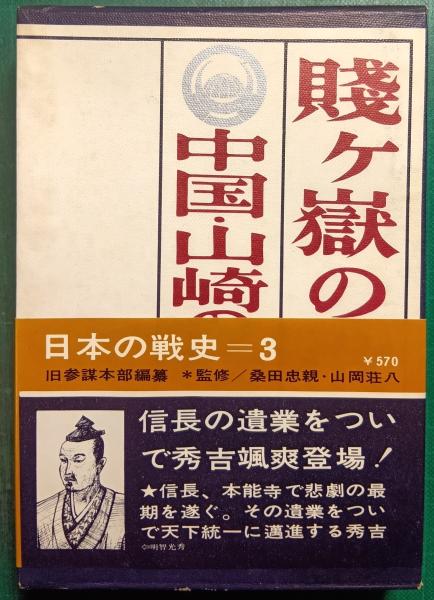 賤ヶ嶽の
中国・山崎の
日本の戦史＝3
¥570
旧参謀本部編纂 *監修／桑田忠親・山岡荘八
信長の遺業をつい
で秀吉颯爽登場！
★信長、本能寺で悲劇の最
期を遂ぐ。その遺業をつい
で天下統一に邁進する秀吉
⇦明智光秀